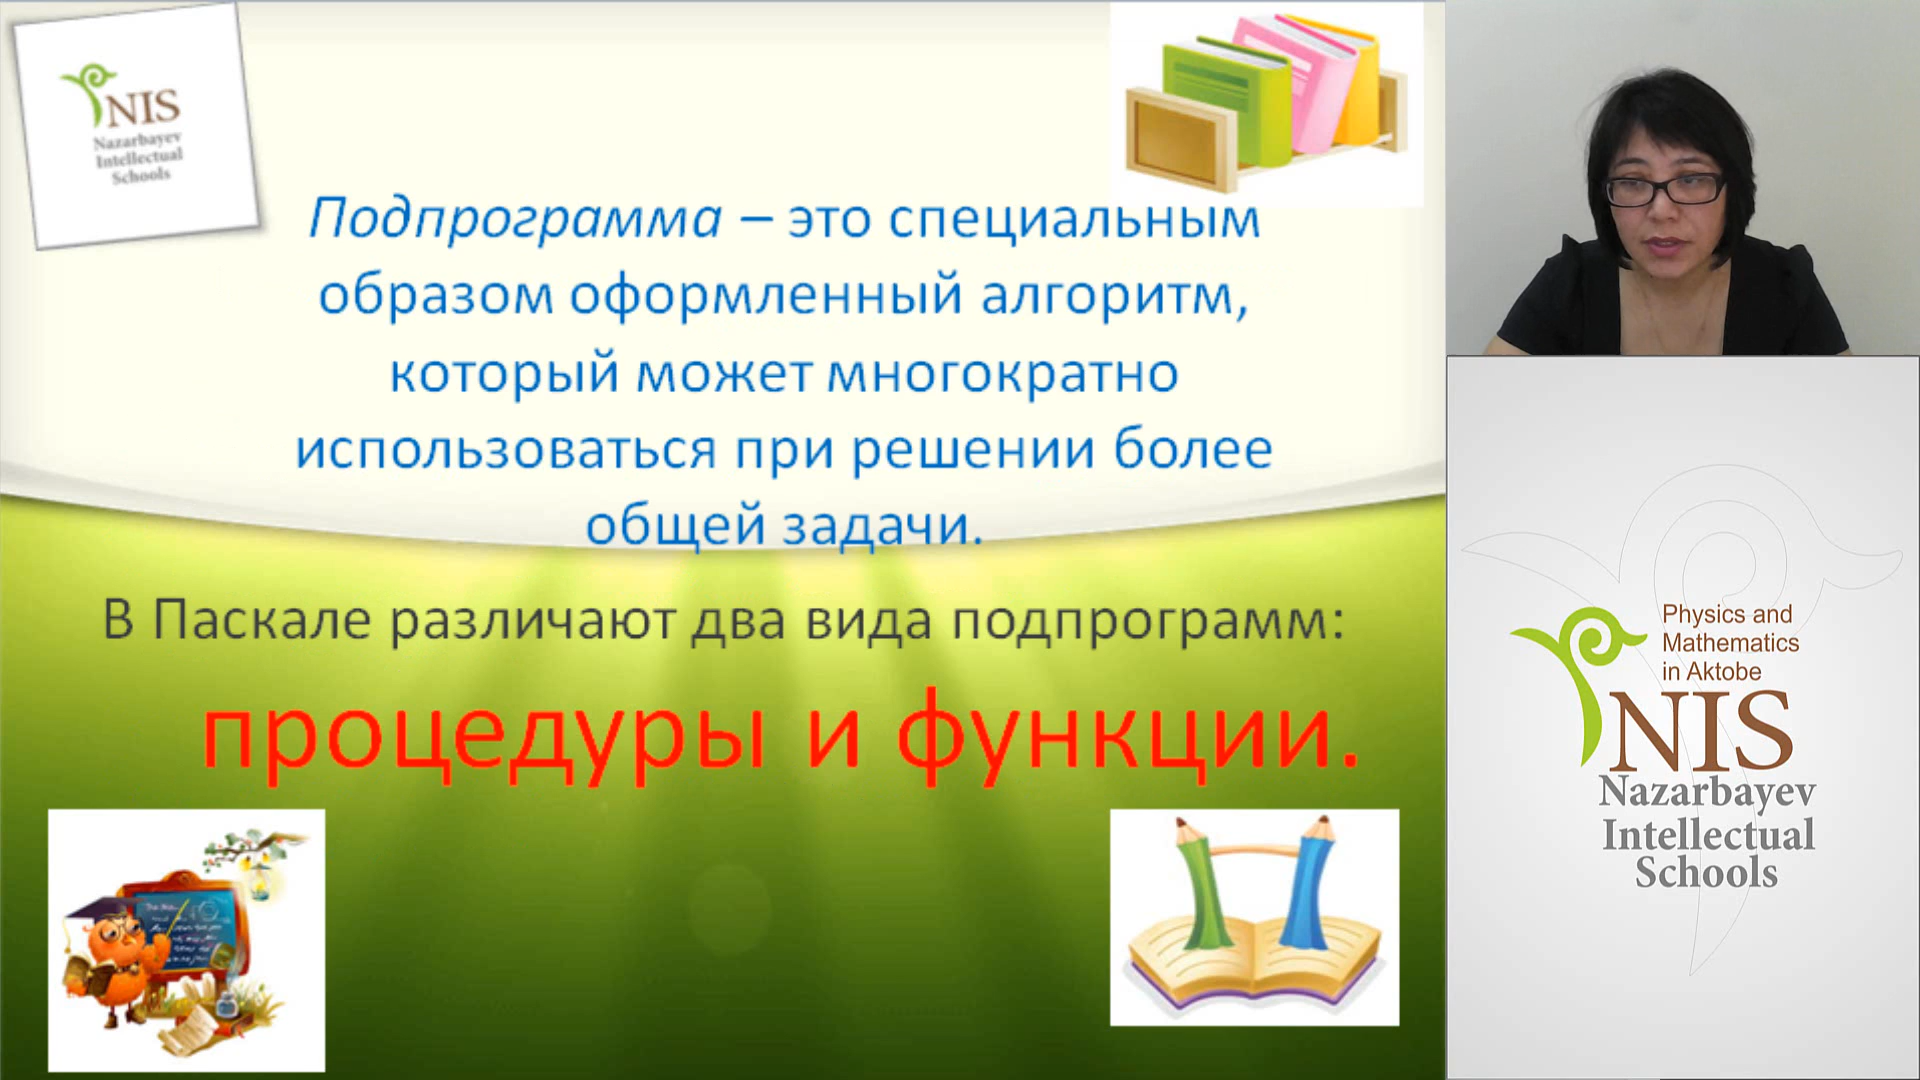 NIS
Nazarbayev
Intellectual
Schools
Подпрограмма – это специальным
образом оформленный алгоритм,
который может многократно
использоваться при решении более
общей задачи.
В Паскале различают два вида подпрограмм:
процедуры и функции.
Physics and
Mathematics
in Aktobe
NIS
Nazarbayev
Intellectual
Schools